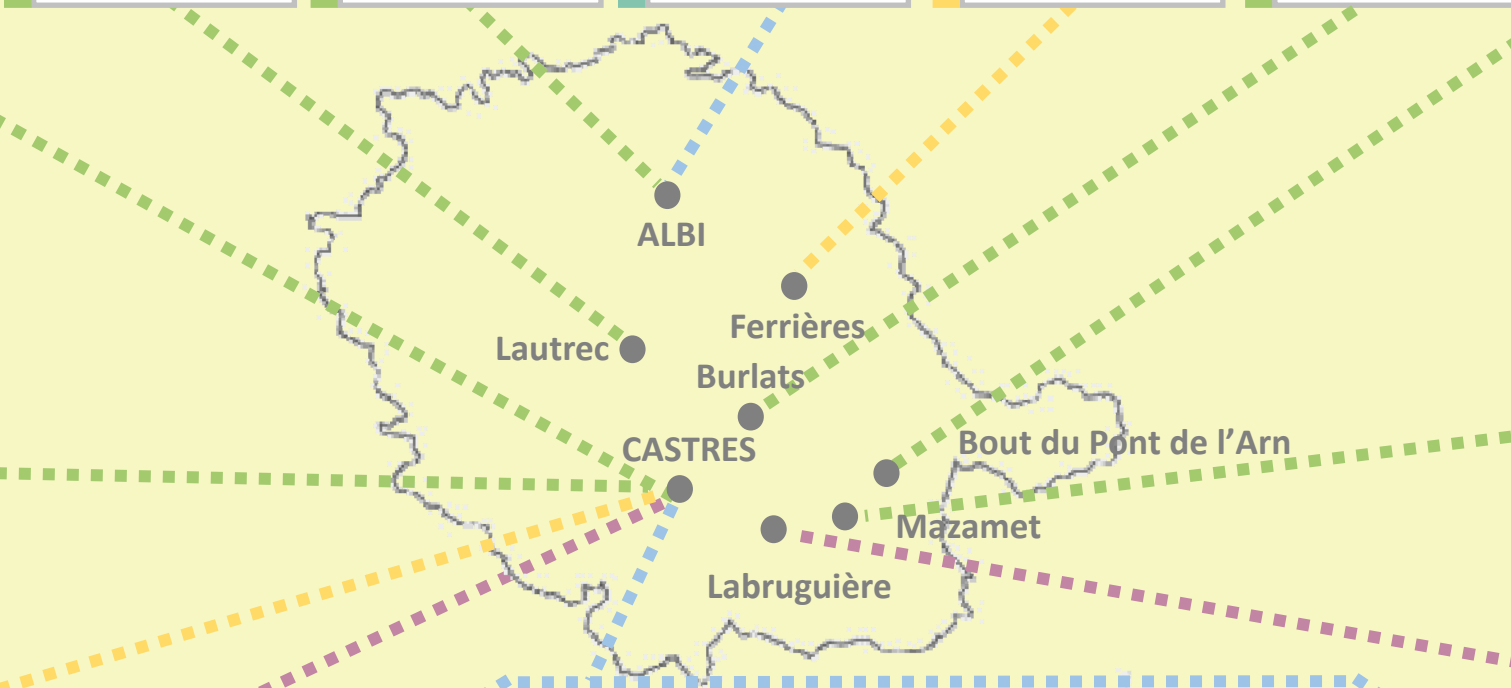 ALBI
Ferrières
Lautrec
Burlats
CASTRES
Bout du Pont de l’Arn
Mazamet
Labruguière